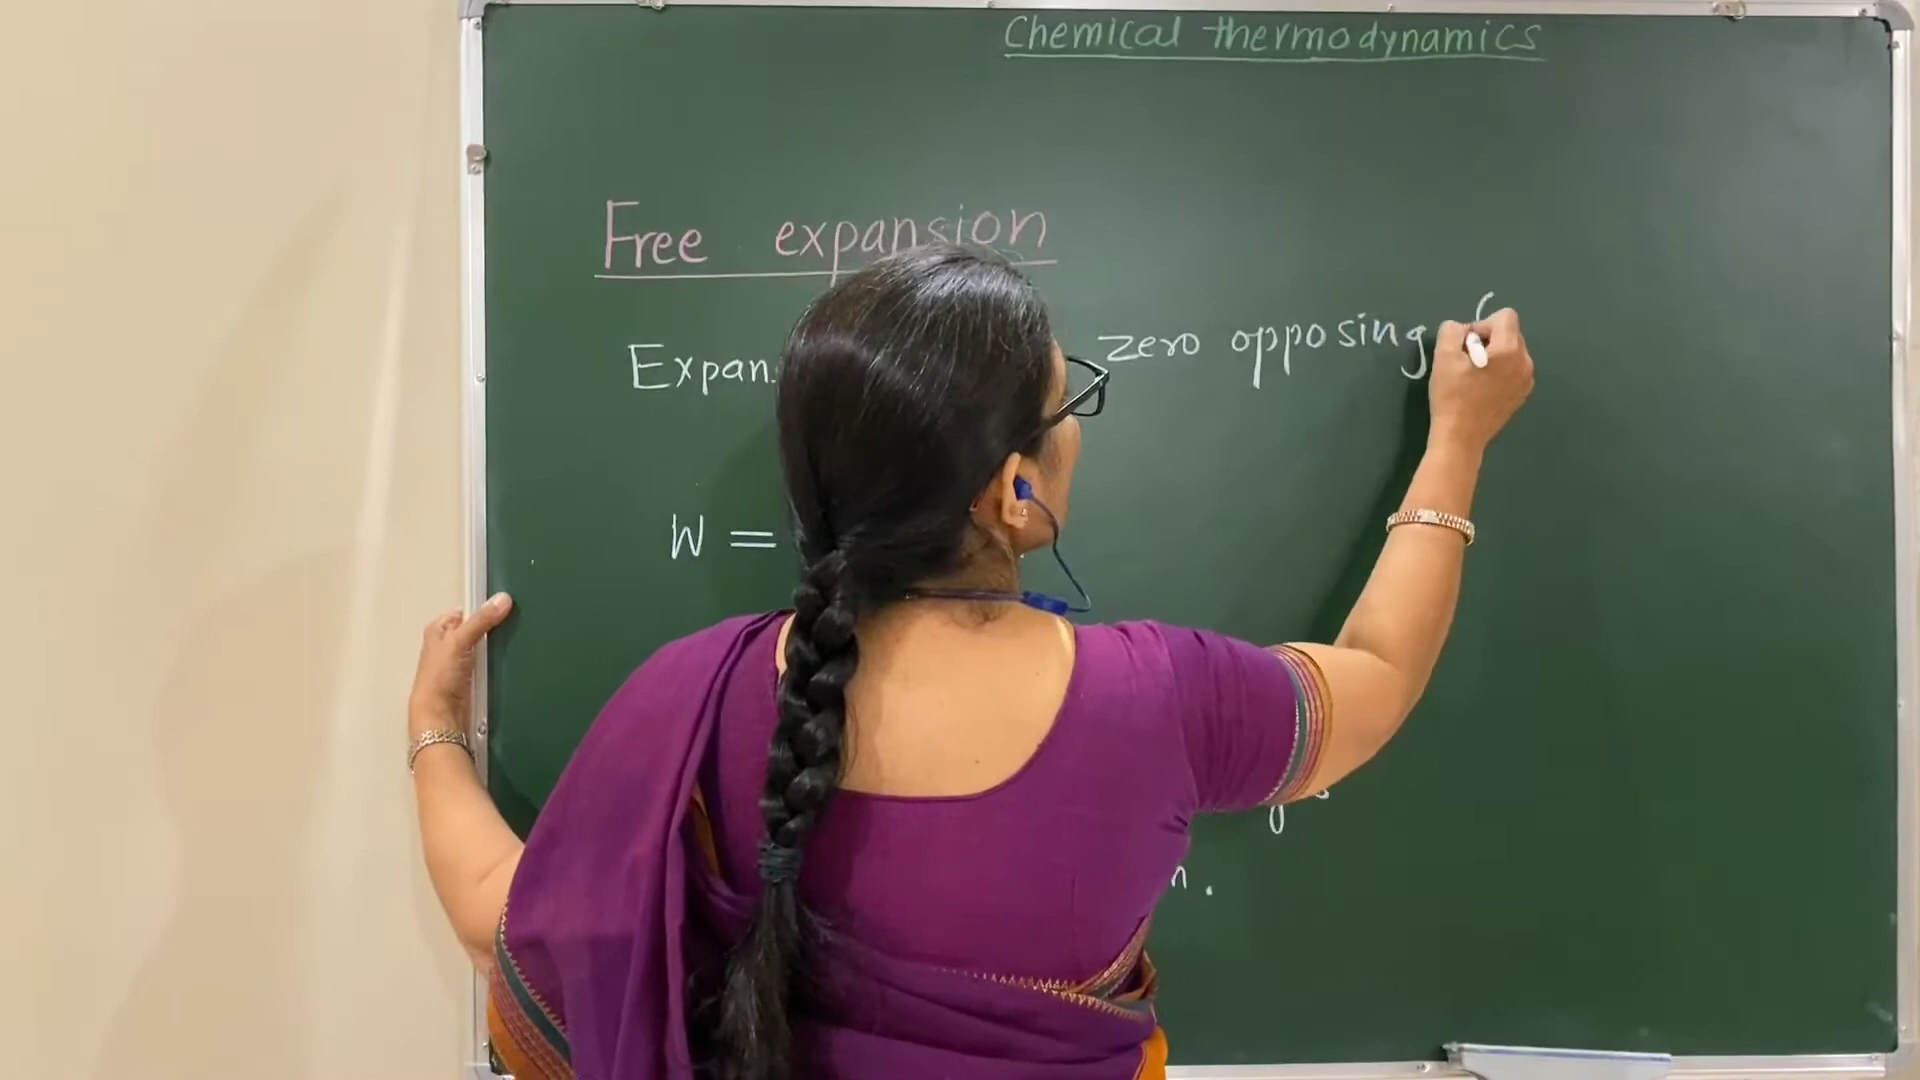 Chemical thermodynamics
Free expansion
Expan
zero opposing
W =